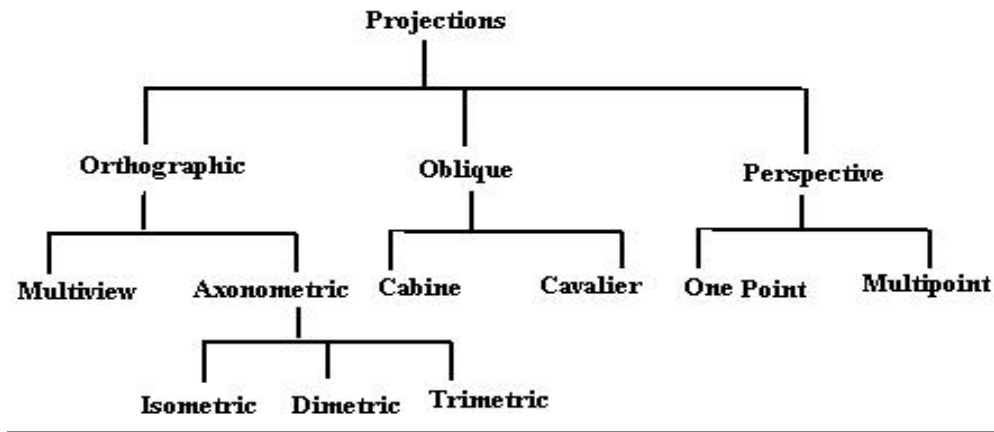 Projections
Orthographic
Oblique
Perspective
Multiview
Axonometric
Cabine
Cavalier
One Point
Multipoint
Isometric
Dimetric
Trimetric